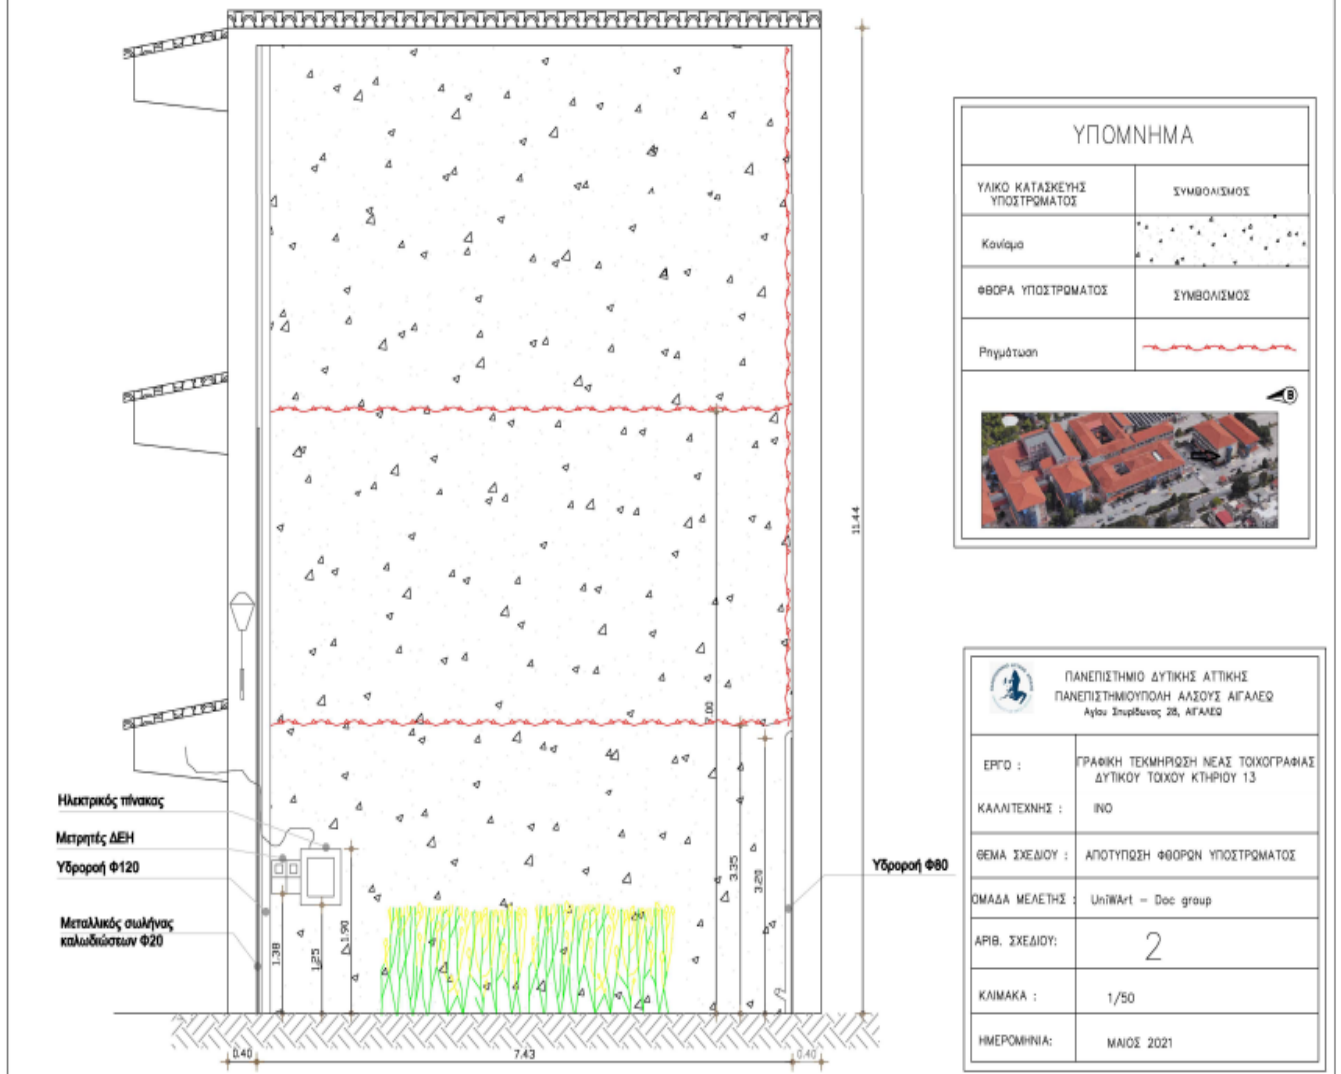 ΥΠΟΜΝΗΜΑ
ΥΛΙΚΟ ΚΑΤΑΣΚΕΥΗΣ
ΥΠΟΣΤΡΩΜΑΤΟΣ
ΣΥΜΒΟΛΙΣΜΟΣ
Κονίαμα
ΦΘΟΡΑ ΥΠΟΣΤΡΩΜΑΤΟΣ
ΣΥΜΒΟΛΙΣΜΟΣ
Ρηγμάτωση
Β
11.44
7.00
3.35
3.20
Ηλεκτρικός πίνακας
Μετρητές ΔΕΗ
Υδροροή Φ120
Μεταλλικός σωλήνας
καλωδιώσεων Φ20
Υδροροή Φ80
1.38
1.25
1.90
0.40
7.43
0.40
ΠΑΝΕΠΙΣΤΗΜΙΟ ΔΥΤΙΚΗΣ ΑΤΤΙΚΗΣ
ΠΑΝΕΠΙΣΤΗΜΙΟΥΠΟΛΗ ΑΛΣΟΥΣ ΑΙΓΑΛΕΩ
Αγίου Σπυρίδωνος 28, ΑΙΓΑΛΕΩ
ΕΡΓΟ :
ΓΡΑΦΙΚΗ ΤΕΚΜΗΡΙΩΣΗ ΝΕΑΣ ΤΟΙΧΟΓΡΑΦΙΑΣ
ΔΥΤΙΚΟΥ ΤΟΙΧΟΥ ΚΤΗΡΙΟΥ 13
ΚΑΛΛΙΤΕΧΝΗΣ : ΙΝΟ
ΘΕΜΑ ΣΧΕΔΙΟΥ : ΑΠΟΤΥΠΩΣΗ ΦΘΟΡΩΝ ΥΠΟΣΤΡΩΜΑΤΟΣ
ΟΜΑΔΑ ΜΕΛΕΤΗΣ : UniWArt – Doc group
ΑΡΙΘ. ΣΧΕΔΙΟΥ: 2
ΚΛΙΜΑΚΑ : 1/50
ΗΜΕΡΟΜΗΝΙΑ: ΜΑΙΟΣ 2021